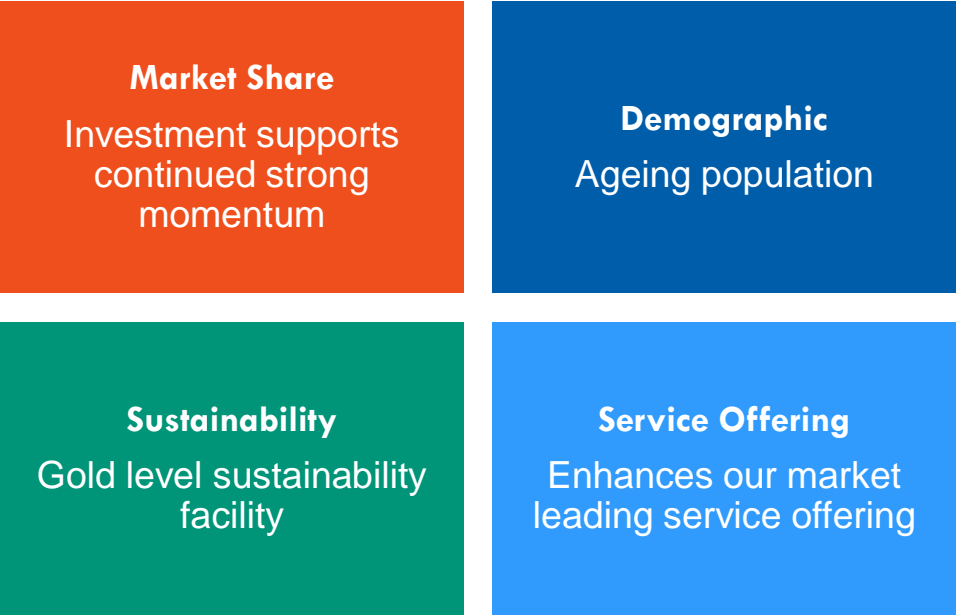 Market Share
Investment supports
continued strong
momentum
Demographic
Ageing population
Sustainability
Gold level sustainability
facility
Service Offering
Enhances our market
leading service offering